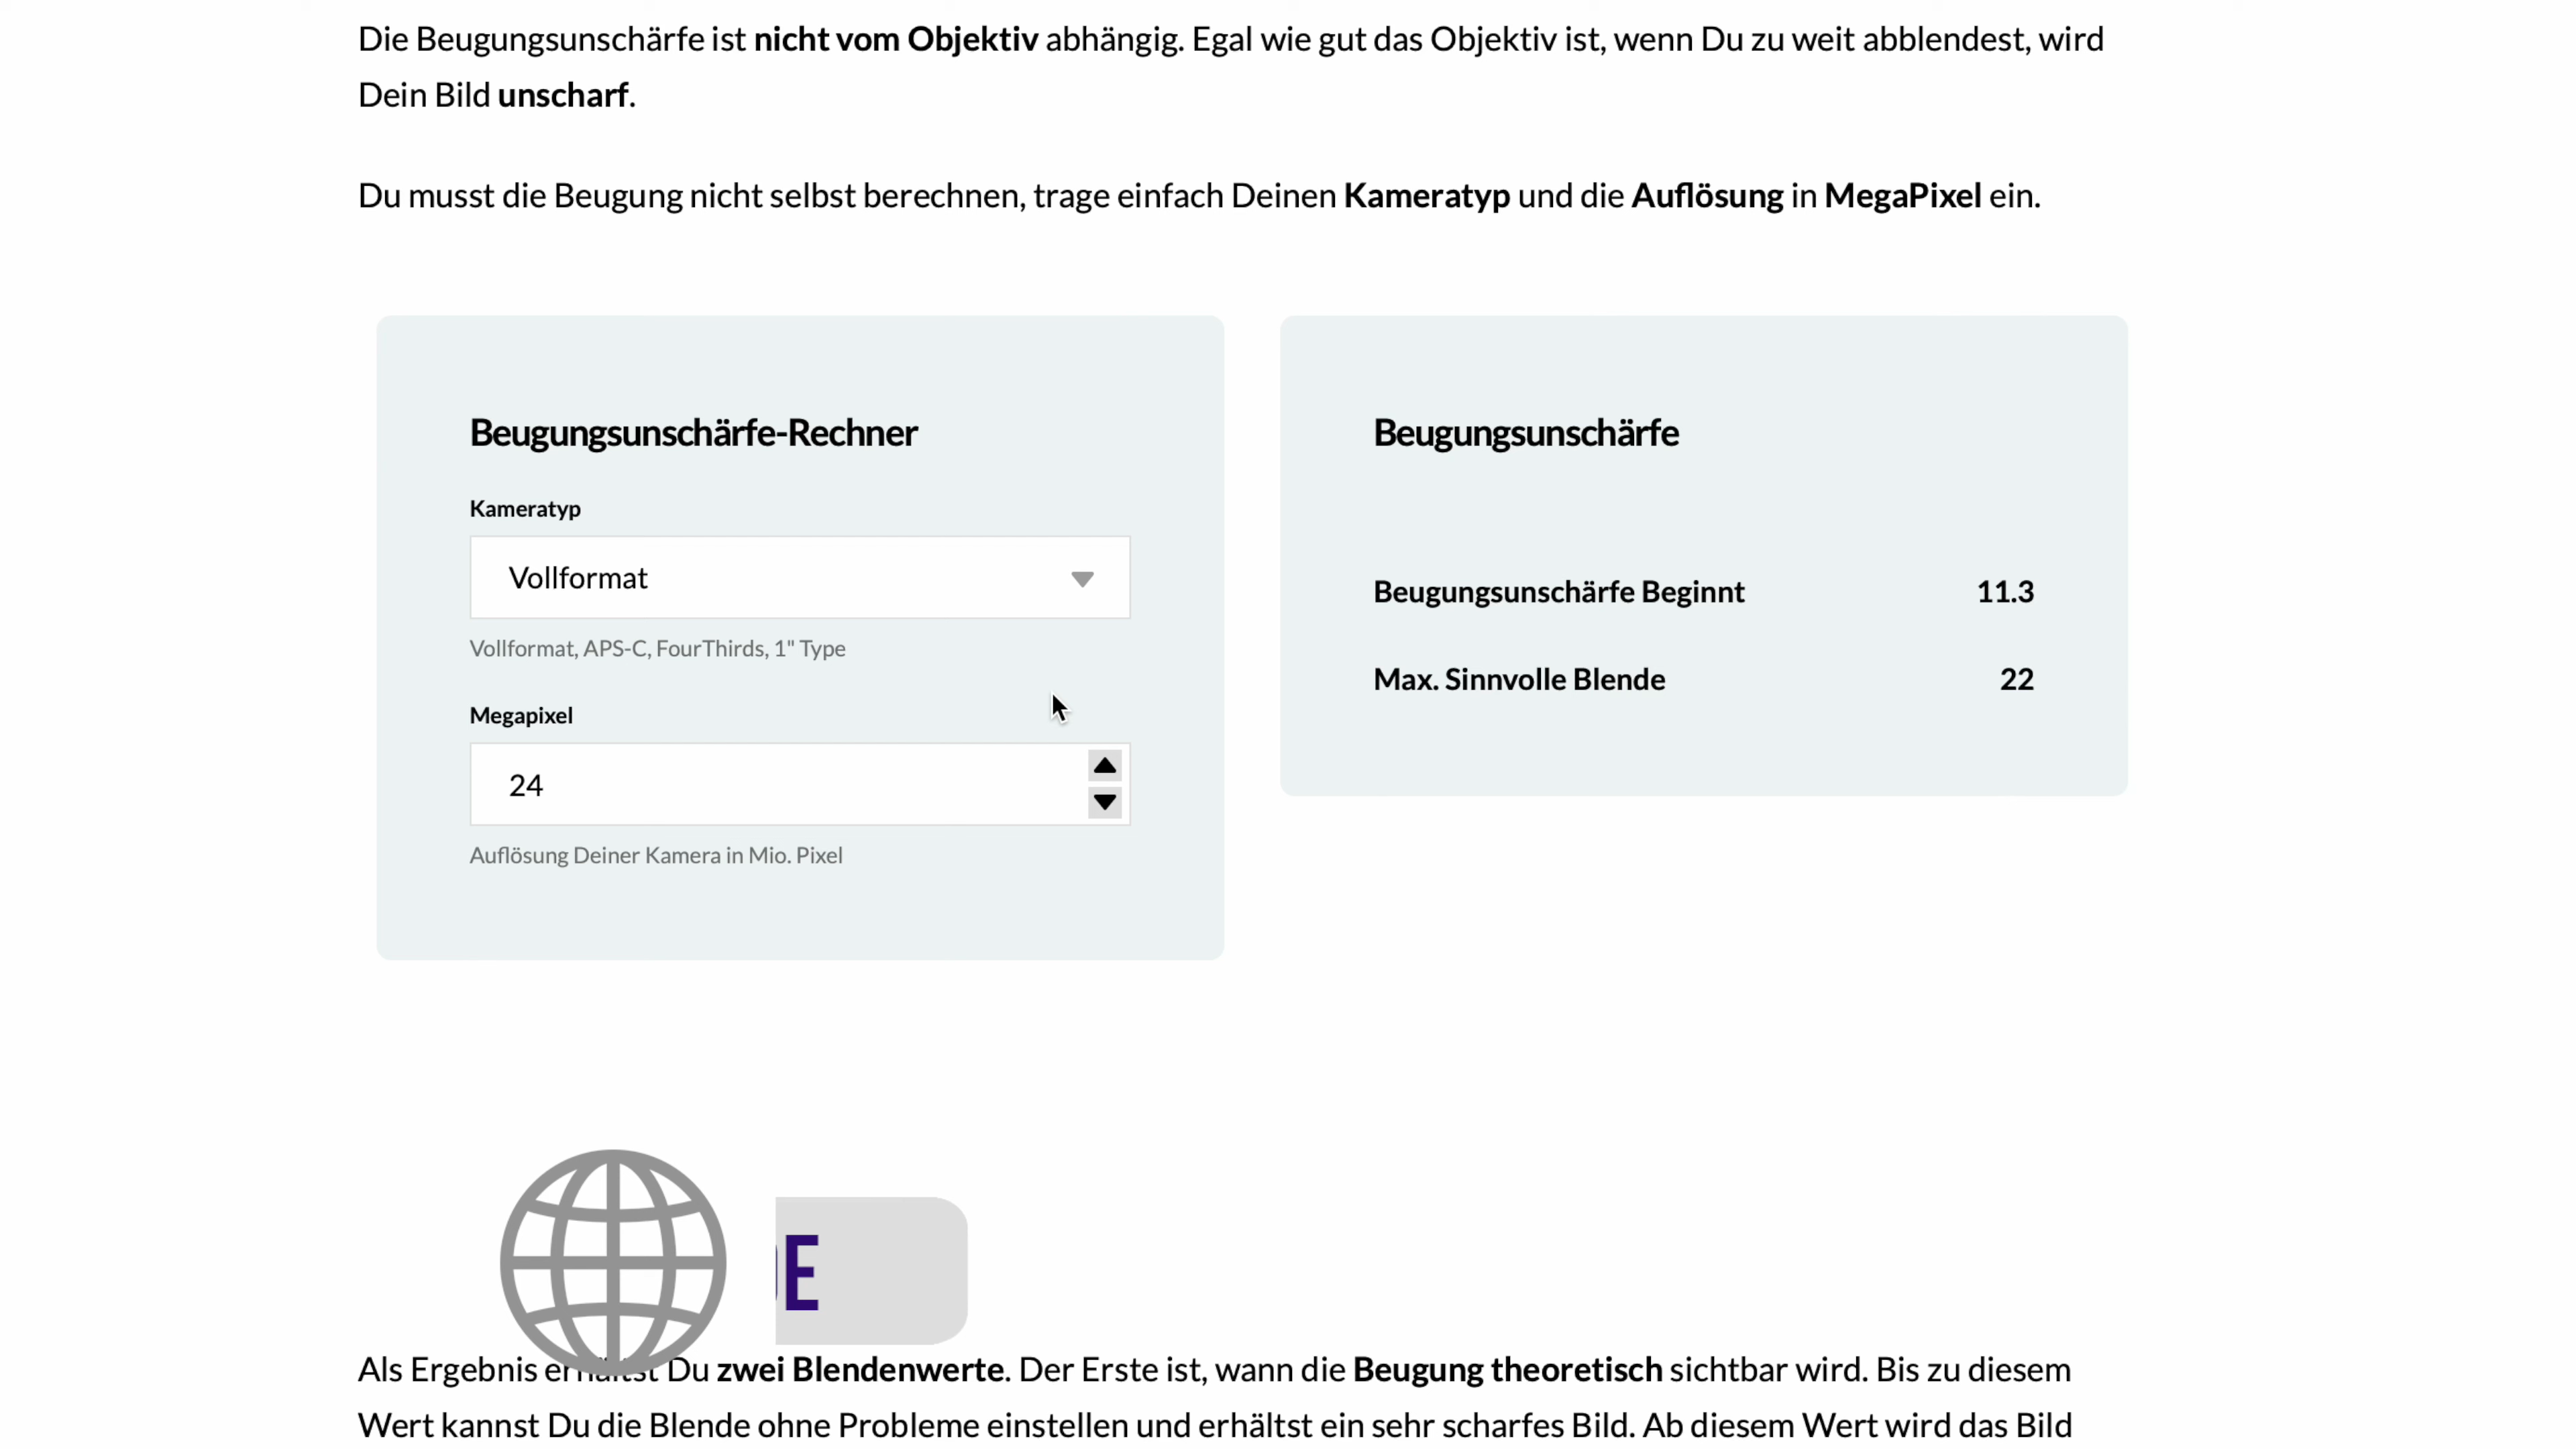 Die Beugungsunschärfe ist nicht vom Objektiv abhängig. Egal wie gut das Objektiv ist, wenn Du zu weit abblendest, wird
Dein Bild unscharf.
Du musst die Beugung nicht selbst berechnen, trage einfach Deinen Kameratyp und die Auflösung in MegaPixel ein.
Beugungsunschärfe-Rechner
Kameratyp
Vollformat
Vollformat, APS-C, FourThirds, 1" Type
Megapixel
24
Auflösung Deiner Kamera in Mio. Pixel
Beugungsunschärfe
Beugungsunschärfe Beginnt 11.3
Max. Sinnvolle Blende 22
Als Ergebnis erhältst Du zwei Blendenwerte. Der Erste ist, wann die Beugung theoretisch sichtbar wird. Bis zu diesem
Wert kannst Du die Blende ohne Probleme einstellen und erhältst ein sehr scharfes Bild. Ab diesem Wert wird das Bild